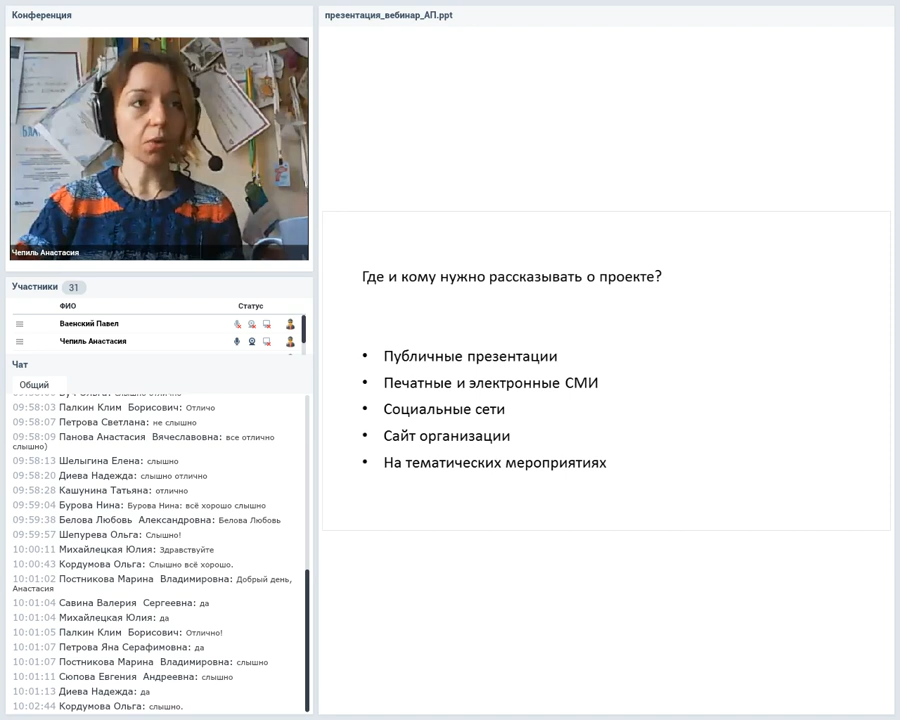 Конференция
презентация_вебинар_АП.ppt
Чепиль Анастасия
Участники 31
ФИО Статус
Ваенский Павел
Чепиль Анастасия
Чат
Общий
09:58:03 Палкин Клим Борисович: Отличо
09:58:07 Петрова Светлана: не слышно
09:58:09 Панова Анастасия Вячеславовна: все отлично
слышно)
09:58:13 Шелыгина Елена: слышно
09:58:20 Диева Надежда: слышно отлично
09:58:28 Кашунина Татьяна: отлично
09:59:04 Бурова Нина: Бурова Нина: всё хорошо слышно
09:59:38 Белова Любовь Александровна: Белова Любовь
09:59:57 Шепурева Ольга: Слышно!
10:00:11 Михайлецкая Юлия: Здравствуйте
10:00:43 Кордумова Ольга: Слышно всё хорошо.
10:01:02 Постникова Марина Владимировна: Добрый день,
Анастасия
10:01:04 Савина Валерия Сергеевна: да
10:01:04 Михайлецкая Юлия: да
10:01:05 Палкин Клим Борисович: Отлично!
10:01:07 Петрова Яна Серафимовна: да
10:01:07 Постникова Марина Владимировна: слышно
10:01:11 Сюпова Евгения Андреевна: слышно
10:01:13 Диева Надежда: да
10:02:44 Кордумова Ольга: слышно.
Где и кому нужно рассказывать о проекте?
• Публичные презентации
• Печатные и электронные СМИ
• Социальные сети
• Сайт организации
• На тематических мероприятиях